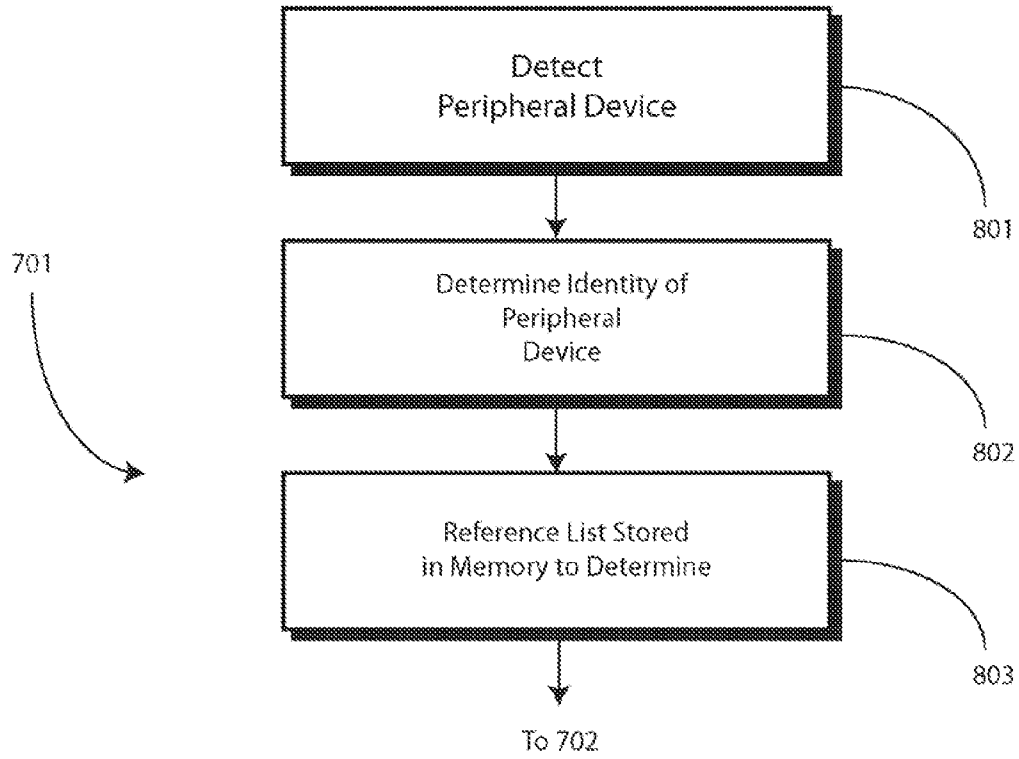 Detect
Peripheral Device
801
701
Determine Identity of
Peripheral
Device
802
Reference List Stored
in Memory to Determine
803
To 702